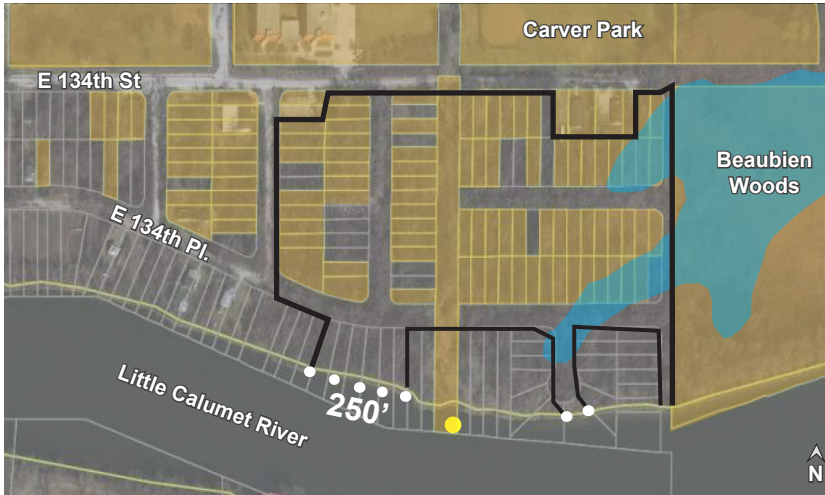 Carver Park
E 134th St
Beaubien
Woods
E 134th Pl.
250'
Little Calumet River
N